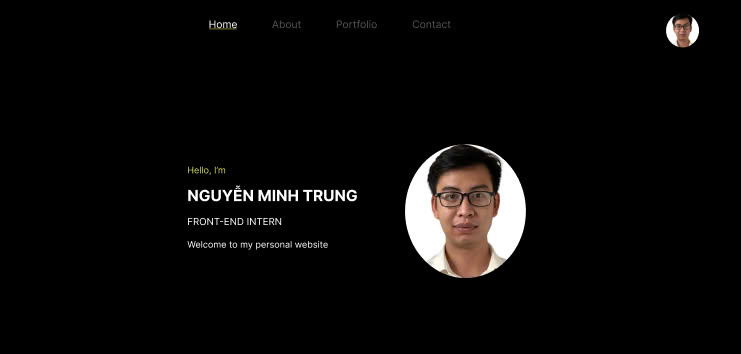 Home About Portfolio Contact
Hello, I'm
NGUYỄN MINH TRUNG
FRONT-END INTERN
Welcome to my personal website